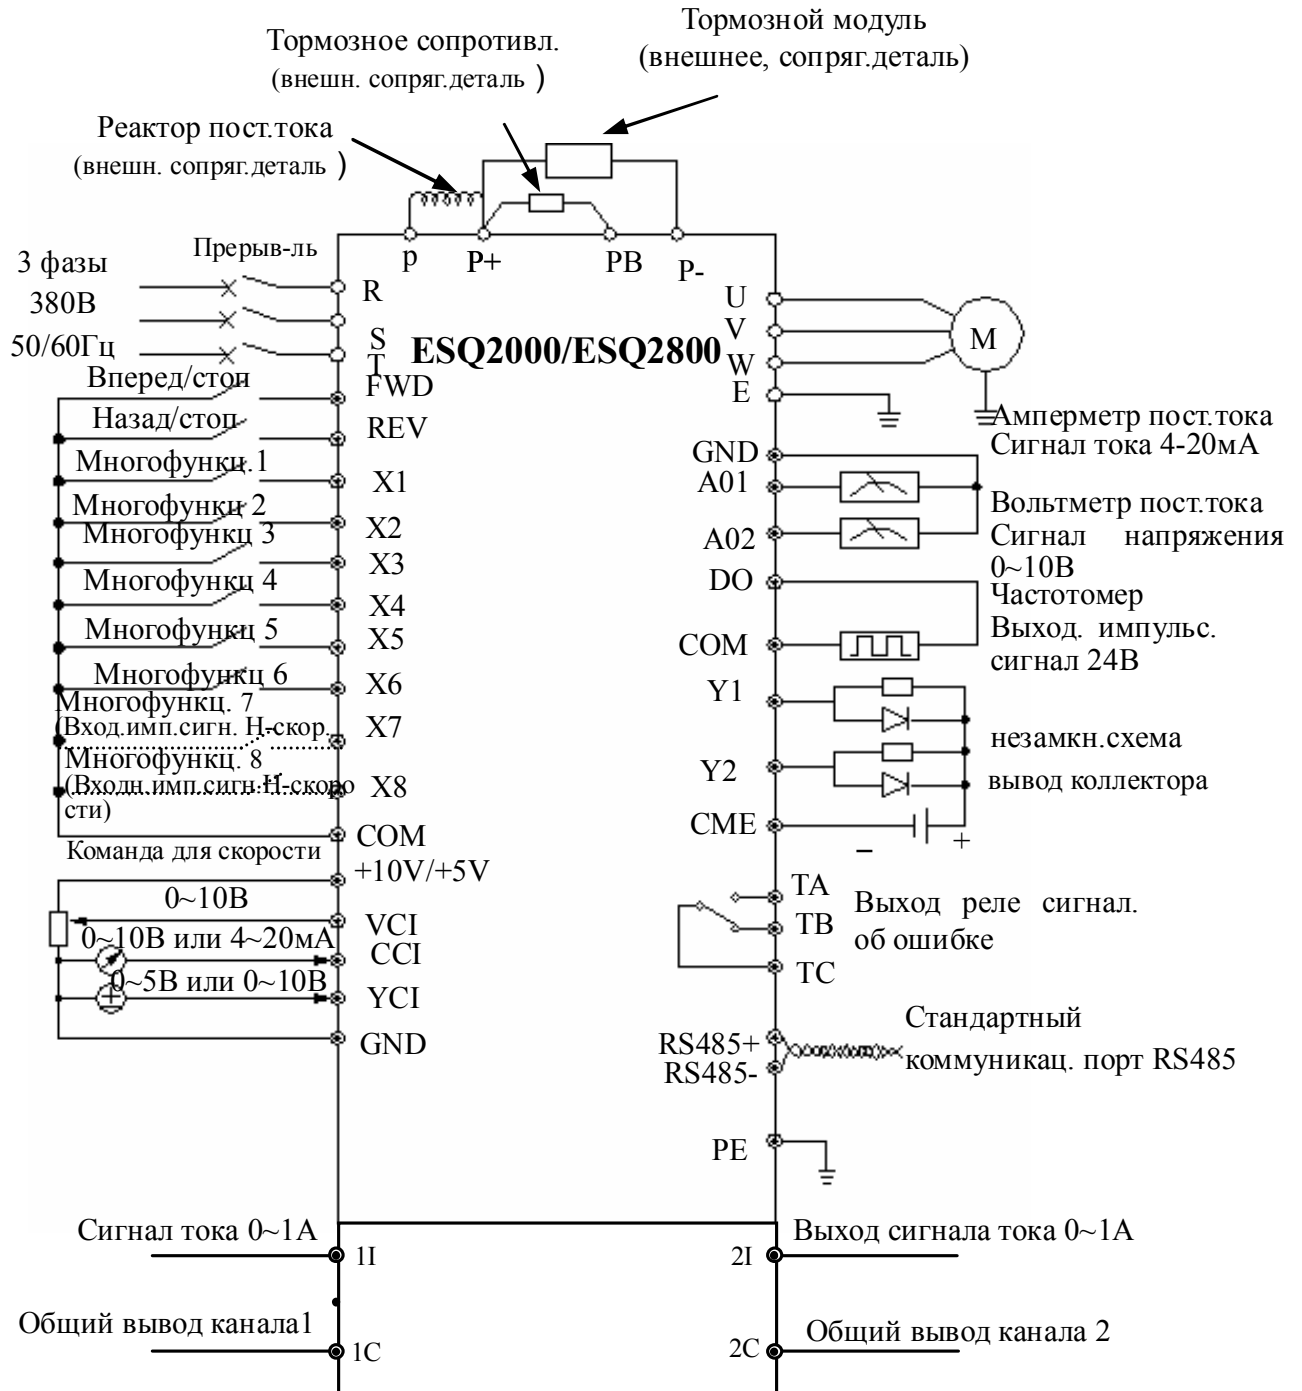 Тормозной модуль
(внешнее, сопряг.деталь)
Тормозное сопротивл.
(внешн. сопряг.деталь )
Реактор пост.тока
(внешн. сопряг.деталь )
p
P+
PB
P-
Прерыв-ль
3 фазы
380В
50/60Гц
R
S
T
ESQ2000/ESQ2800
U
V
W
E
M
Вперед/стоп
FWD
Назад/стоп
REV
Многофункц.1
X1
Многофункц 2
X2
Многофункц 3
X3
Многофункц 4
X4
Многофункц 5
X5
Многофункц 6
X6
Многофункц. 7
(Вход.имп.сигн. Н-скор.
X7
Многофункц. 8
(Входн.имп.сигн.Н-скоро
сти)
X8
COM
Команда для скорости
+10V/+5V
0~10В
VCI
0~10В или 4~20мА
CCI
0~5В или 0~10В
YCI
GND
Амперметр пост.тока
Сигнал тока 4-20мА
GND
A01
Вольтметр пост.тока
Сигнал напряжения
0~10В
A02
DO
Частотомер
Выход. импульс.
сигнал 24В
COM
Y1
незамкн.схема
вывод коллектора
Y2
CME
– +
TA
TB
TC
Выход реле сигнал.
об ошибке
RS485+
RS485-
Стандартный
коммуникац. порт RS485
PE
Сигнал тока 0~1А
1I
2I
Выход сигнала тока 0~1А
Общий вывод канала1
1C
2C
Общий вывод канала 2